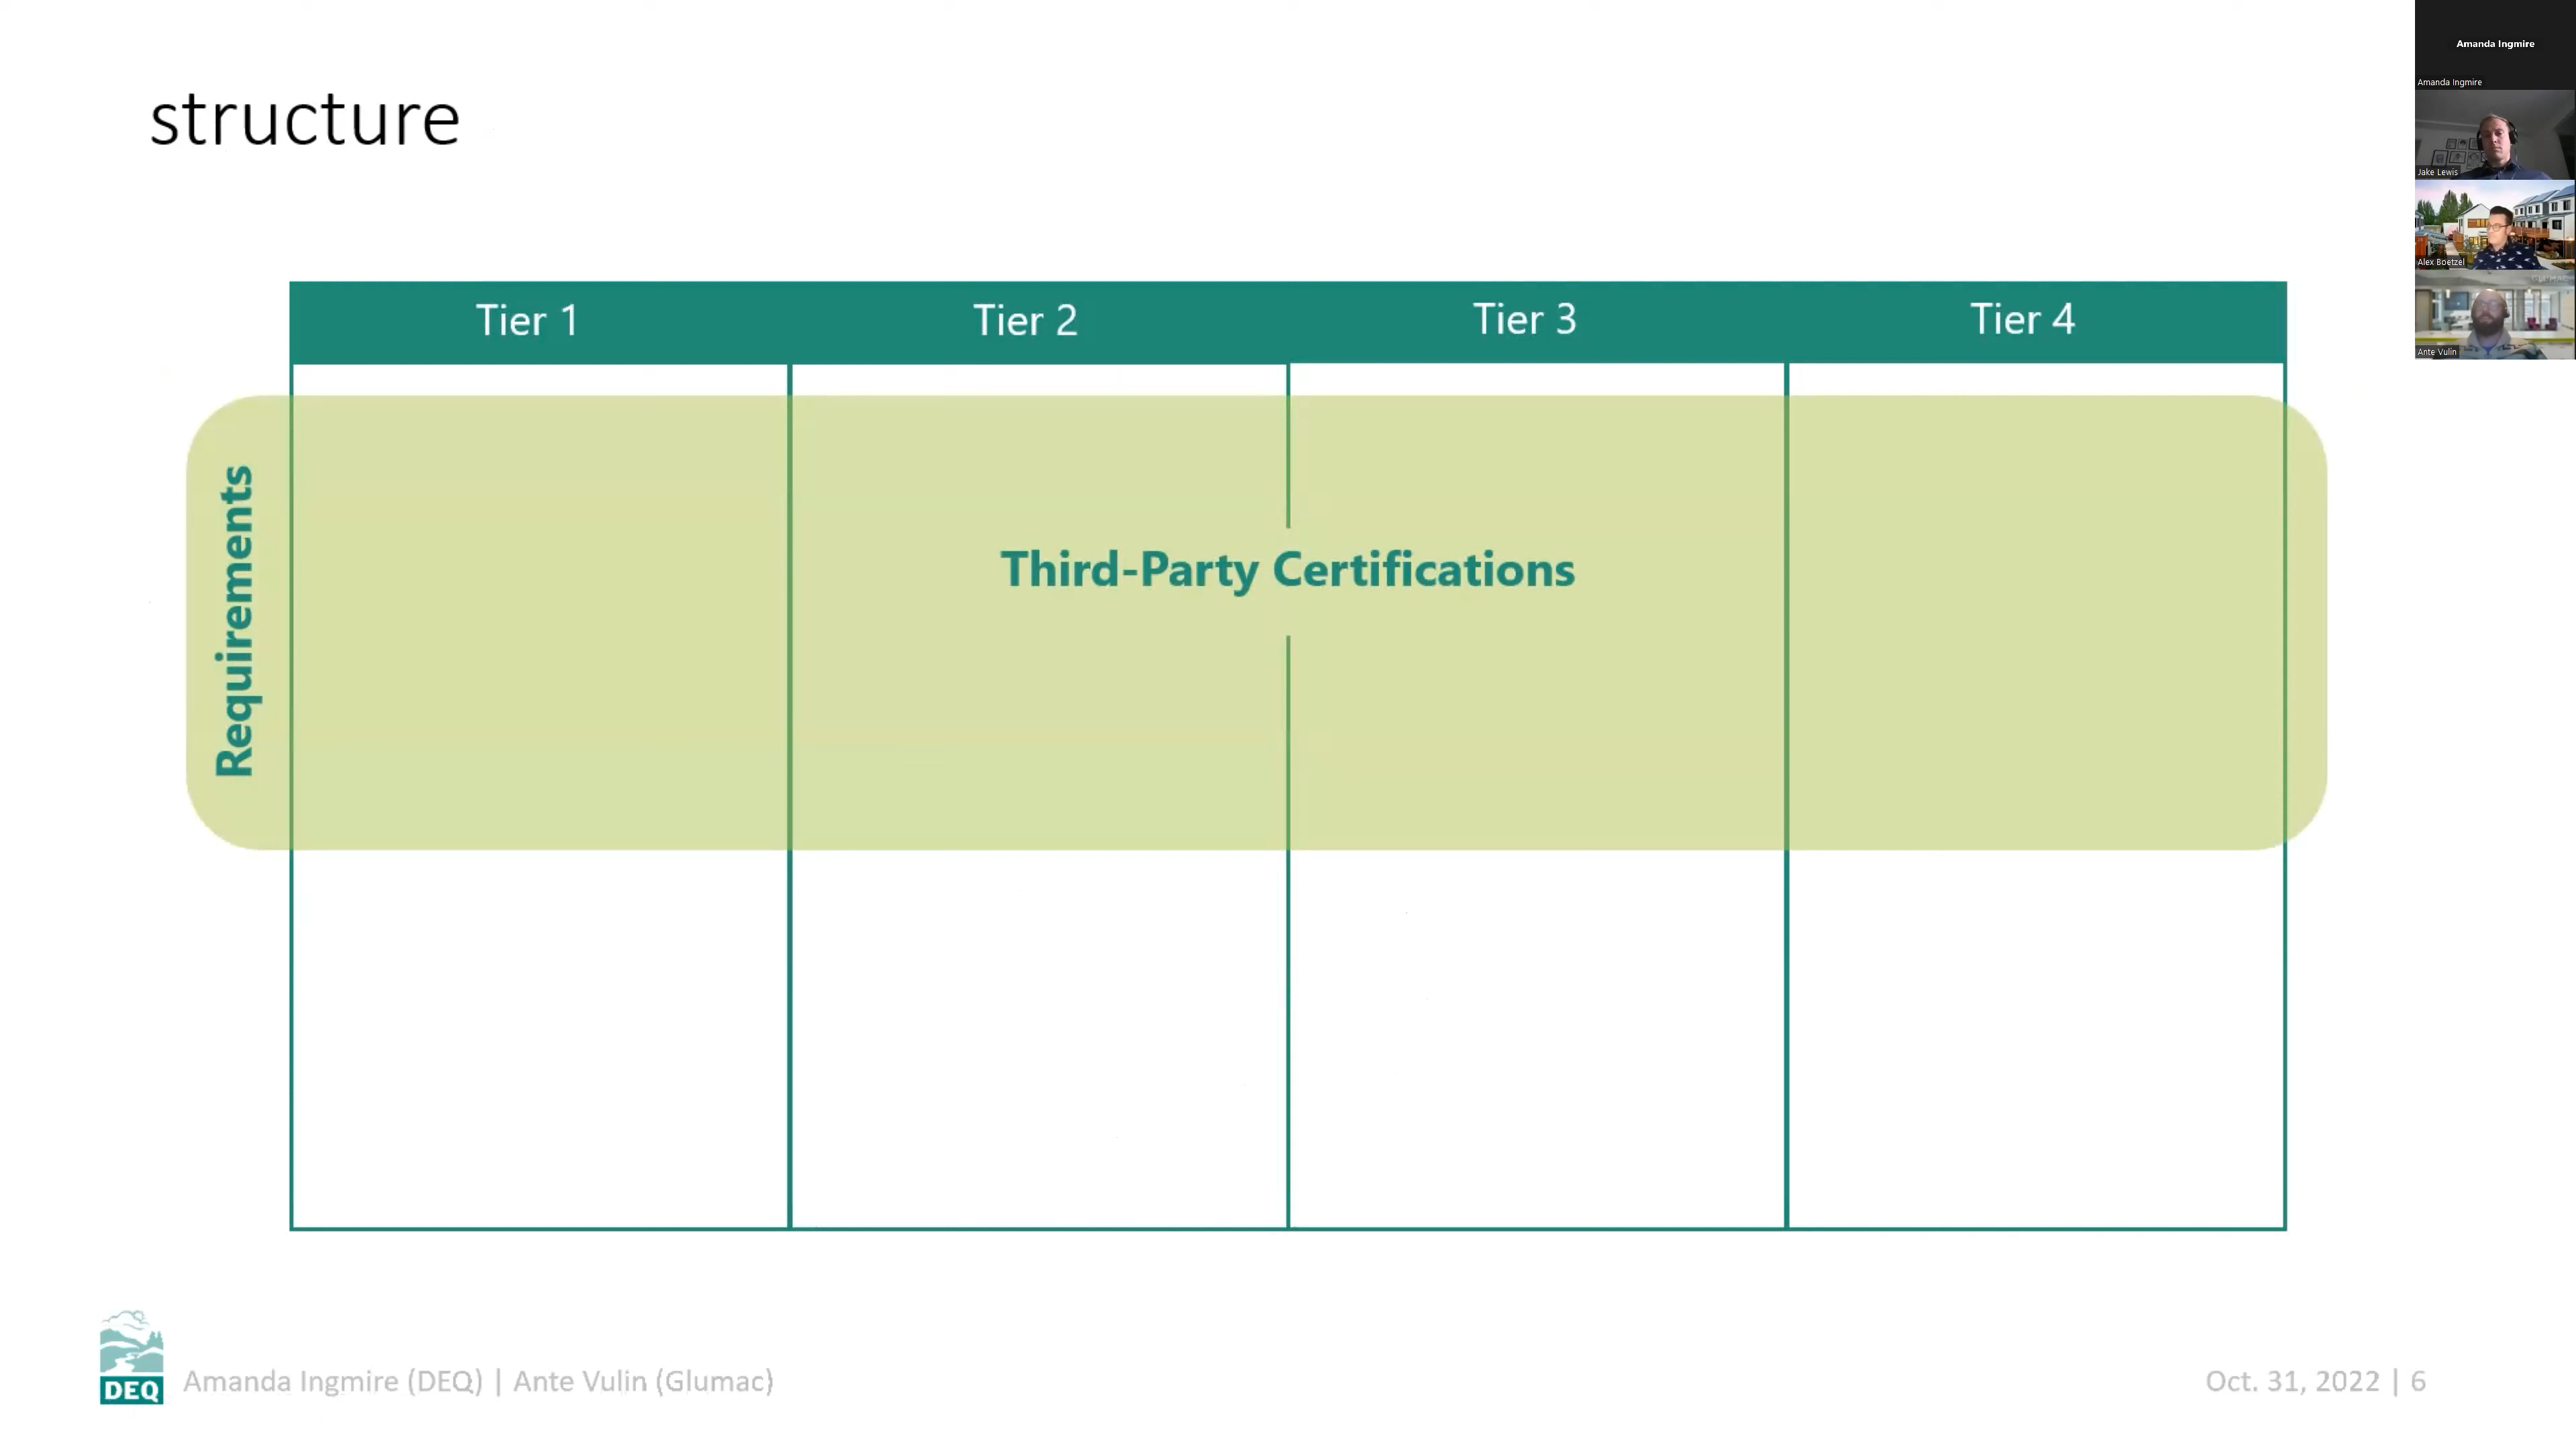 structure
Tier 1
Tier 2
Tier 3
Tier 4
Requirements
Third-Party Certifications
DEQ
Amanda Ingmire (DEQ) | Ante Vulin (Glumac)
Oct. 31, 2022 | 6
Amanda Ingmire
Amanda Ingmire
Jake Lewis
Alex Boetzel
Ante Vulin